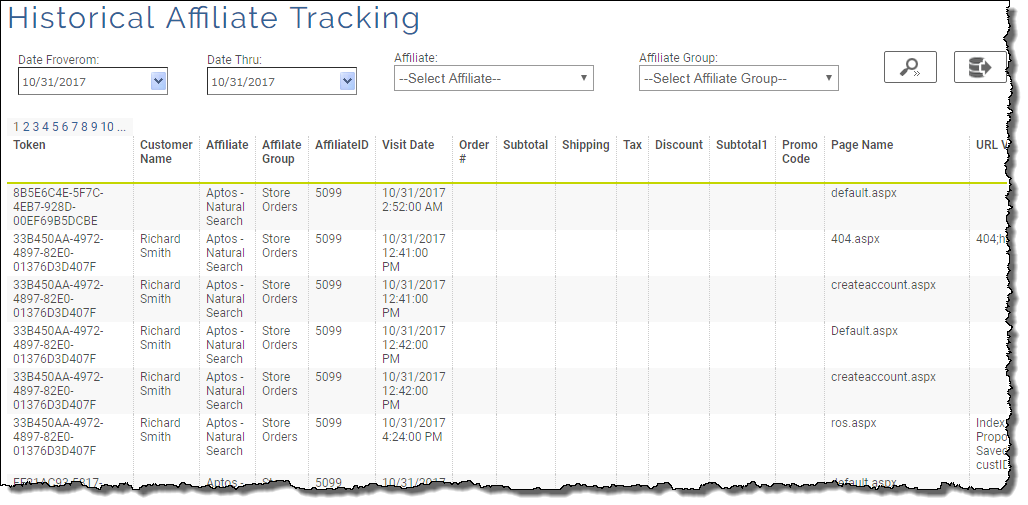 Historical Affiliate Tracking
Date Froverom: Date Thru: Affiliate: Affiliate Group:
10/31/2017 10/31/2017 --Select Affiliate-- --Select Affiliate Group--
1 2 3 4 5 6 7 8 9 10 ...
Token Customer Affiliate Affilate AffiliateID Visit Date Order Subtotal Shipping Tax Discount Subtotal1 Promo Page Name URL V
Name Group # Code
8B5E6C4E-5F7C- Aptos - Store 5099 10/31/2017 default.aspx
4EB7-928D- Natural Orders 2:52:00 AM
00EF69B5DCBE Search
33B450AA-4972- Richard Aptos - Store 5099 10/31/2017 404.aspx 404;h
4897-82E0- Smith Natural Orders 12:41:00
01376D3D407F Search PM
33B450AA-4972- Richard Aptos - Store 5099 10/31/2017 createaccount.aspx
4897-82E0- Smith Natural Orders 12:41:00
01376D3D407F Search PM
33B450AA-4972- Richard Aptos - Store 5099 10/31/2017 Default.aspx
4897-82E0- Smith Natural Orders 12:42:00
01376D3D407F Search PM
33B450AA-4972- Richard Aptos - Store 5099 10/31/2017 createaccount.aspx
4897-82E0- Smith Natural Orders 12:42:00
01376D3D407F Search PM
33B450AA-4972- Richard Aptos - Store 5099 10/31/2017 ros.aspx Index
4897-82E0- Smith Natural Orders 4:24:00 PM Propo
01376D3D407F Search Saved
custID
Aptos - Store 5099 10/31/2017 default.aspx